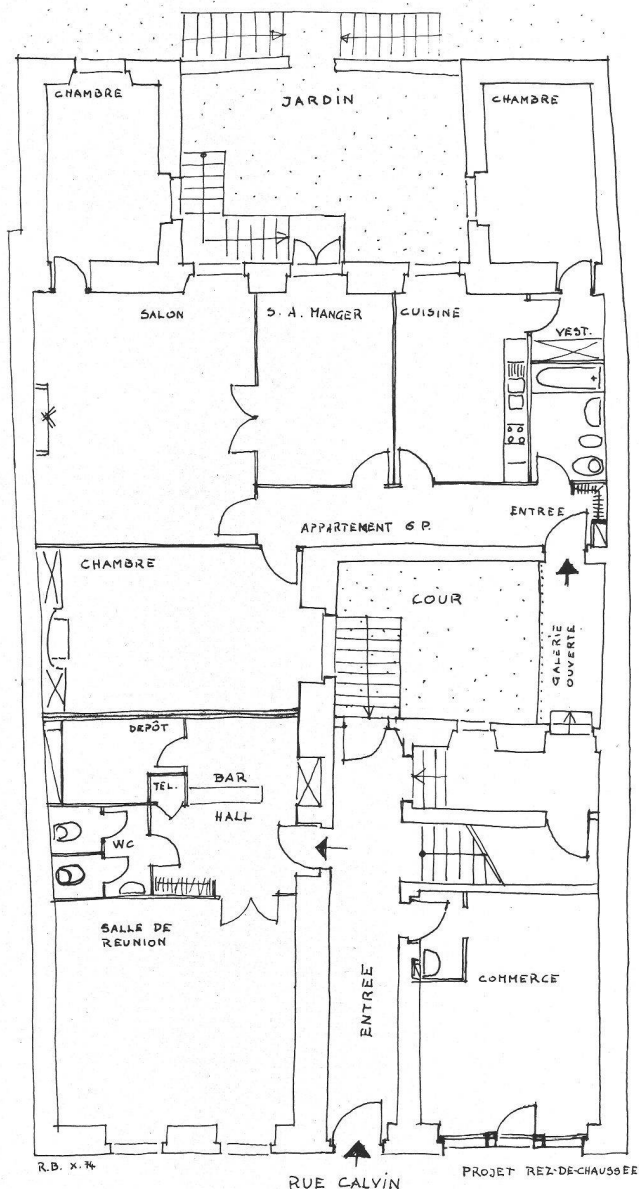 CHAMBRE
JARDIN
CHAMBRE
SALON
S. A. MANGER
CUISINE
VEST.
ENTREE
APPARTEMENT 6 P.
CHAMBRE
COUR
GALERIE
OUVERTE
DEPÔT
TEL.
BAR
HALL
WC
SALLE DE
REUNION
ENTREE
COMMERCE
R.B. X.74
RUE CALVIN
PROJET REZ-DE-CHAUSSÉE